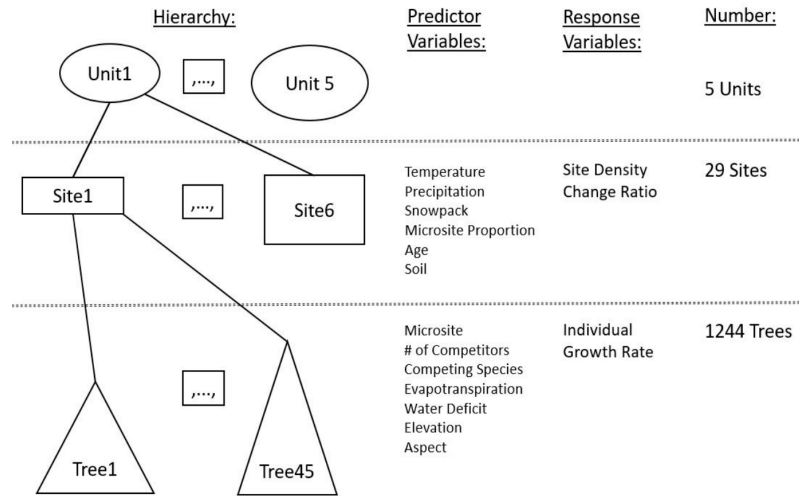 Hierarchy:
Predictor
Variables:
Response
Variables:
Number:
Unit1
,...,
Unit 5
5 Units
Site1
,...,
Site6
Temperature
Precipitation
Snowpack
Microsite Proportion
Age
Soil
Site Density
Change Ratio
29 Sites
Tree1
,...,
Tree45
Microsite
# of Competitors
Competing Species
Evapotranspiration
Water Deficit
Elevation
Aspect
Individual
Growth Rate
1244 Trees